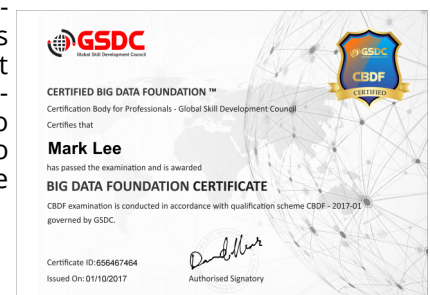 GSDC
Global Skill Development Council
GSDC
CBDF
CERTIFIED
CERTIFIED BIG DATA FOUNDATION ™
Certification Body for Professionals - Global Skill Development Council
Certifies that
Mark Lee
has passed the examination and is awarded
BIG DATA FOUNDATION CERTIFICATE
CBDF examination is conducted in accordance with qualification scheme CBDF - 2017-01
governed by GSDC.
Certificate ID:656467464
Issued On:01/10/2017
Authorised Signatory